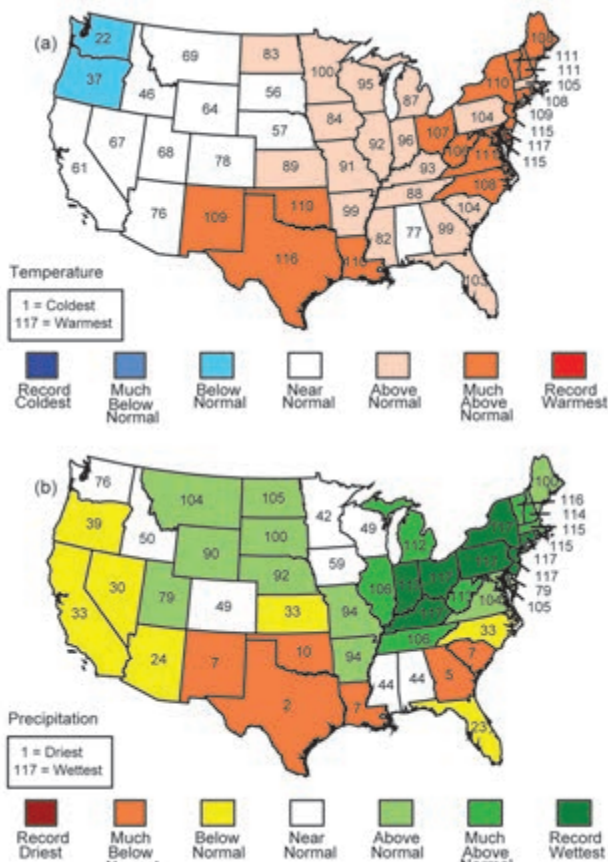 (a)
22
69
83
100
37
46
64
56
95
87
110
111
111
105
108
109
115
117
115
104
84
57
67
68
78
61
76
89
91
92
96
107
93
88
108
104
99
109
116
99
82
77
103
Temperature
1 = Coldest
117 = Warmest
Record
Coldest
Much
Below
Normal
Below
Normal
Near
Normal
Above
Normal
Much
Above
Normal
Record
Warmest
(b)
76
104
105
42
100
39
50
90
100
49
112
116
114
115
115
117
117
79
105
59
92
30
79
49
33
24
33
94
106
104
106
33
7
10
94
44
44
5
7
2
7
23
Precipitation
1 = Driest
117 = Wettest
Record
Driest
Much
Below
Below
Normal
Near
Normal
Above
Normal
Much
Above
Record
Wettest